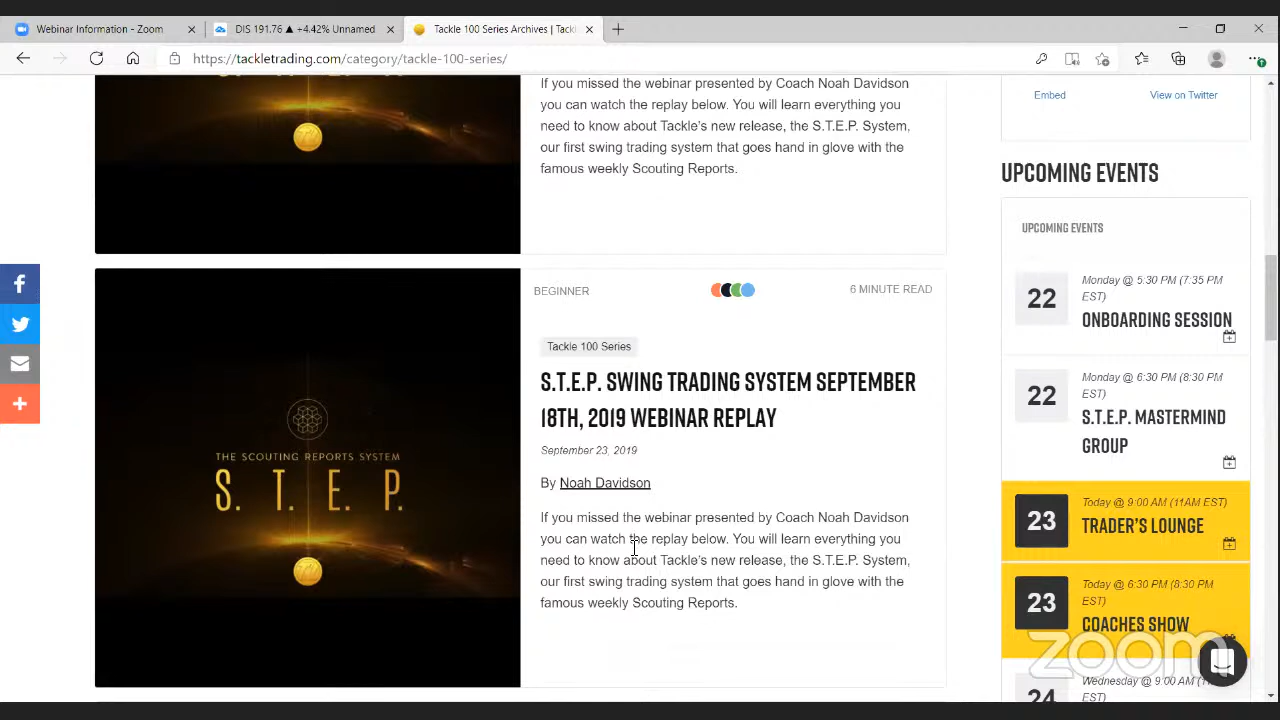 Webinar Information - Zoom
DIS 191.76 ▲ +4.42% Unnamed
Tackle 100 Series Archives | Tackl
https://tackletrading.com/category/tackle-100-series/
If you missed the webinar presented by Coach Noah Davidson
you can watch the replay below. You will learn everything you
need to know about Tackle's new release, the S.T.E.P. System,
our first swing trading system that goes hand in glove with the
famous weekly Scouting Reports.
Embed
View on Twitter
UPCOMING EVENTS
UPCOMING EVENTS
22
Monday @ 5:30 PM (7:35 PM
EST)
ONBOARDING SESSION
22
Monday @ 6:30 PM (8:30 PM
EST)
S.T.E.P. MASTERMIND
GROUP
23
Today @ 9:00 AM (11AM EST)
TRADER'S LOUNGE
23
Today @ 6:30 PM (8:30 PM
EST)
COACHES SHOW
24
Wednesday @ 9:00 AM
EST)
BEGINNER
6 MINUTE READ
Tackle 100 Series
S.T.E.P. SWING TRADING SYSTEM SEPTEMBER
18TH, 2019 WEBINAR REPLAY
September 23, 2019
By Noah Davidson
If you missed the webinar presented by Coach Noah Davidson
you can watch the replay below. You will learn everything you
need to know about Tackle's new release, the S.T.E.P. System,
our first swing trading system that goes hand in glove with the
famous weekly Scouting Reports.
THE SCOUTING REPORTS SYSTEM
S. T. E. P.
zoom